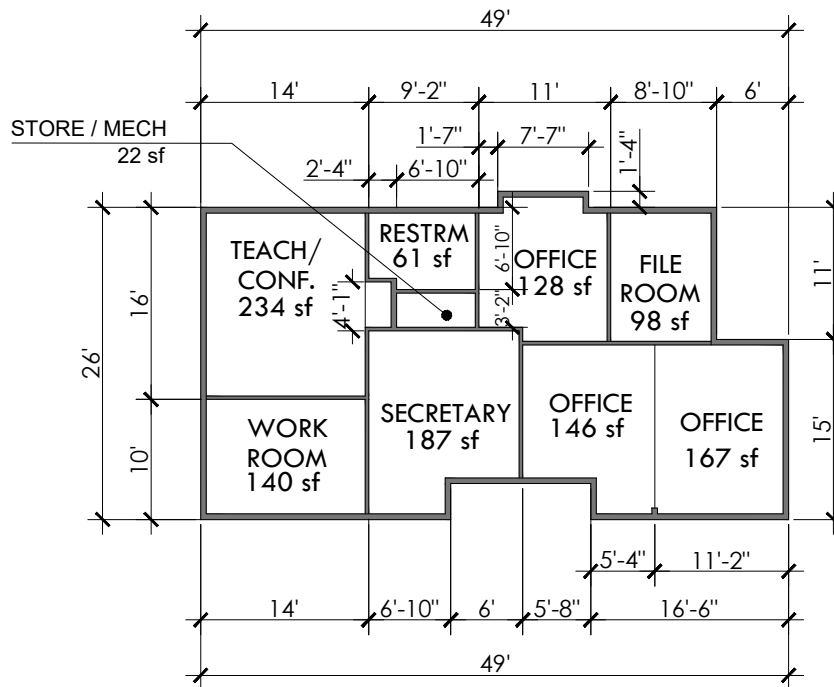 49'
14'
9'-2"
11'
8'-10"
6'
STORE / MECH
22 sf
1'-7"
7'-7"
1'-4"
2'-4"
6'-10"
TEACH/
CONF.
234 sf
RESTRM
61 sf
6'-10"
OFFICE
128 sf
FILE
ROOM
98 sf
11'
16'
4'-1"
3'-2"
26'
10'
WORK
ROOM
140 sf
SECRETARY
187 sf
OFFICE
146 sf
OFFICE
167 sf
15'
5'-4"
11'-2"
14'
6'-10"
6'
5'-8"
16'-6"
49'